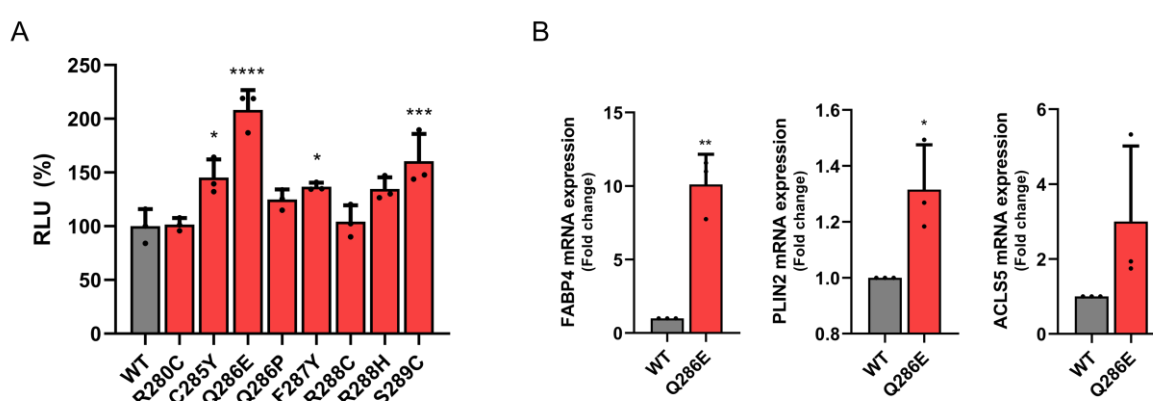 A
B
RLU (%)
250
200
150
100
50
0
*
****
*
***
WT
R280C
C285Y
Q286E
Q286P
F287Y
R288C
R288H
S289C
FABP4 mRNA expression
(Fold change)
15
10
5
0
**
WT
Q286E
PLIN2 mRNA expression
(Fold change)
1.6
1.4
1.2
1.0
0.8
*
WT
Q286E
ACLS5 mRNA expression
(Fold change)
6
4
2
0
WT
Q286E